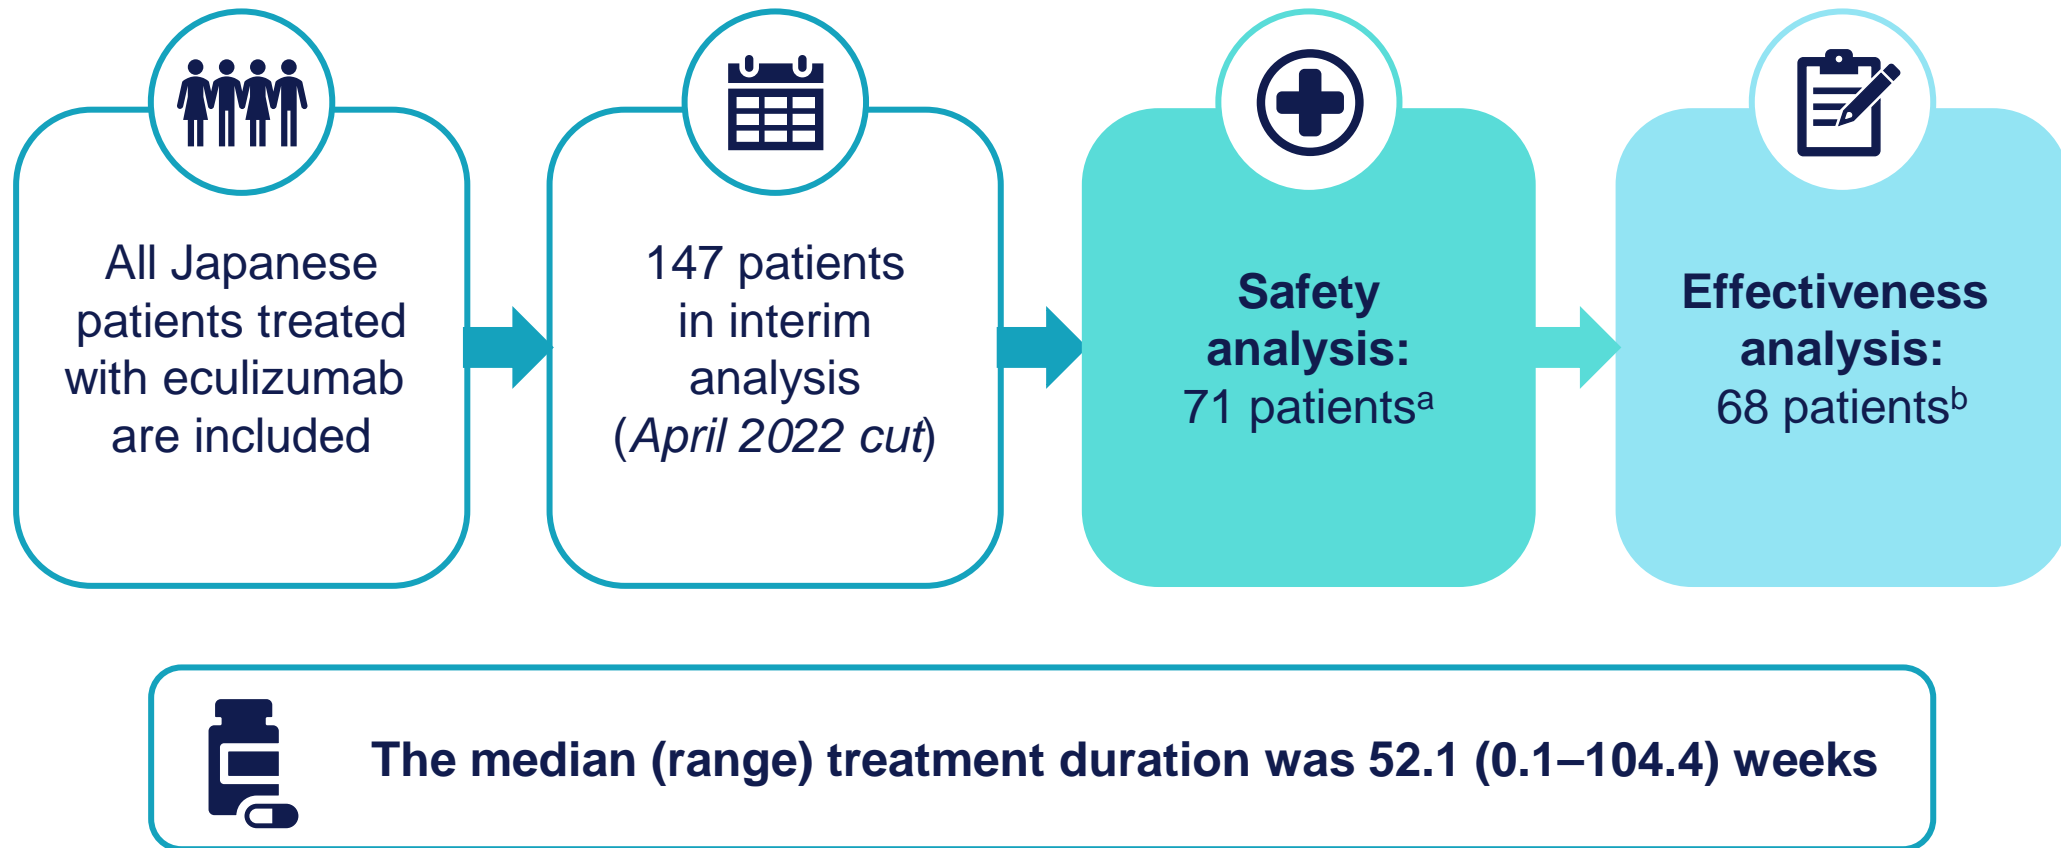 All Japanese
patients treated
with eculizumab
are included
147 patients
in interim
analysis
(April 2022 cut)
Safety
analysis:
71 patientsᵃ
Effectiveness
analysis:
68 patientsᵇ
The median (range) treatment duration was 52.1 (0.1–104.4) weeks